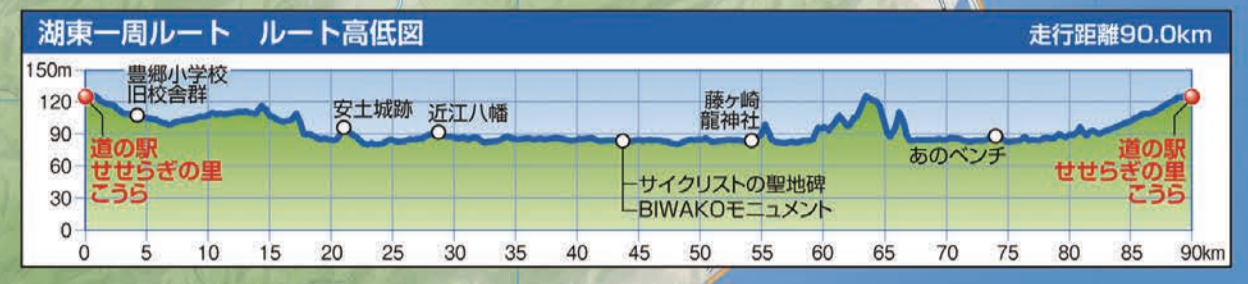 湖東一周ルート　ルート高低図
走行距離90.0km
150m
120
90
60
30
0
豊郷小学校
旧校舎群
安土城跡
近江八幡
藤ヶ崎
龍神社
道の駅
せせらぎの里
こうら
サイクリストの聖地碑
BIWAKOモニュメント
あのベンチ
道の駅
せせらぎの里
こうら
0 5 10 15 20 25 30 35 40 45 50 55 60 65 70 75 80 85 90km